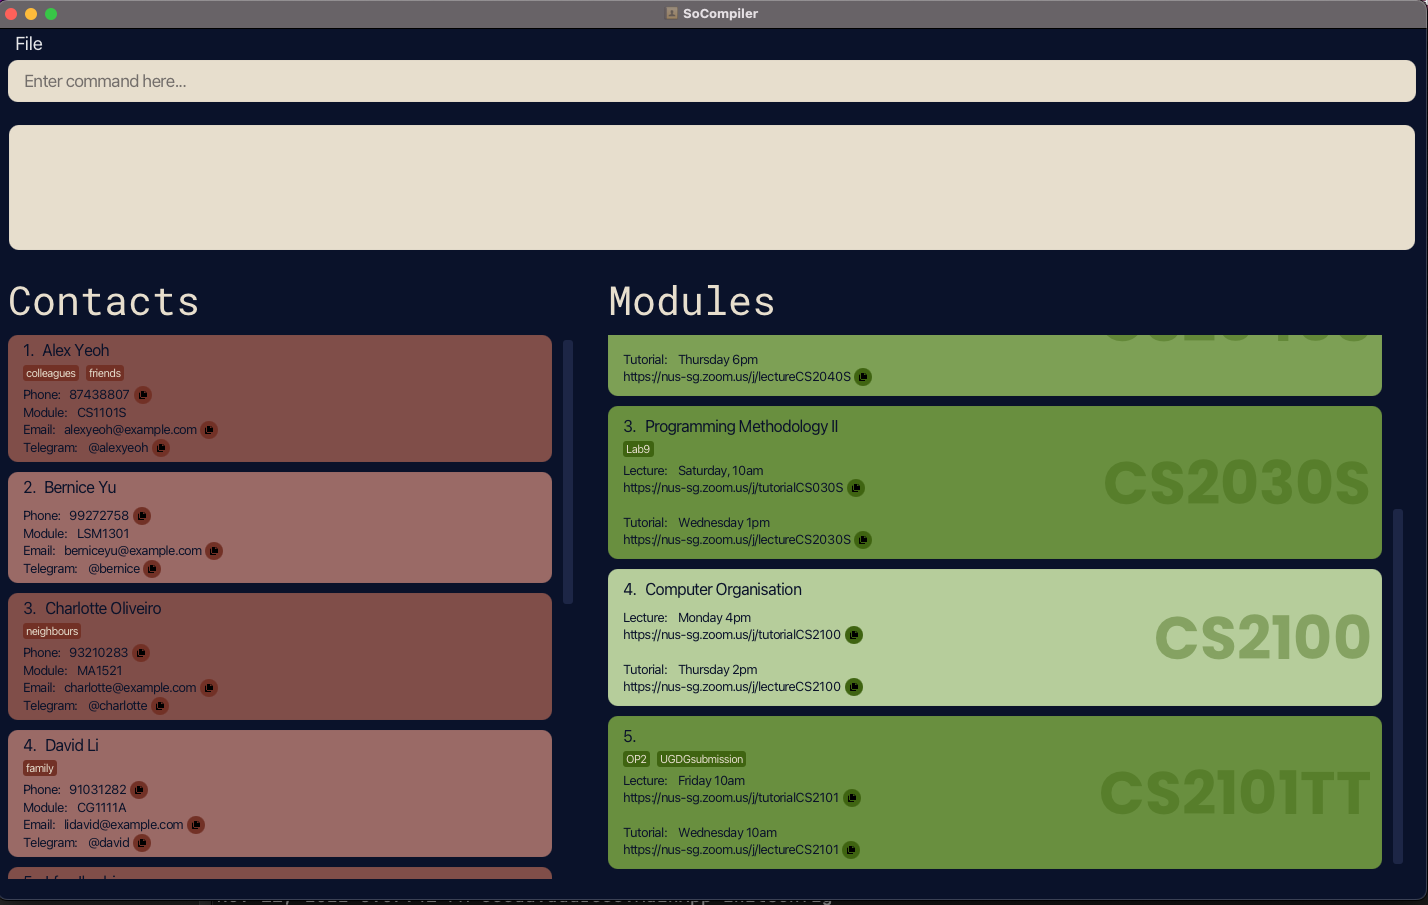 SoCompiler
File
Enter command here...
Contacts
1. Alex Yeoh
colleagues friends
Phone: 87438807
Module: CS1101S
Email: alexyeoh@example.com
Telegram: @alexyeoh
2. Bernice Yu
Phone: 99272758
Module: LSM1301
Email: berniceyu@example.com
Telegram: @bernice
3. Charlotte Oliveiro
neighbours
Phone: 93210283
Module: MA1521
Email: charlotte@example.com
Telegram: @charlotte
4. David Li
family
Phone: 91031282
Module: CG1111A
Email: lidavid@example.com
Telegram: @david
Modules
Tutorial: Thursday 6pm
https://nus-sg.zoom.us/j/lectureCS2040S
3. Programming Methodology II
Lab9
Lecture: Saturday, 10am
https://nus-sg.zoom.us/j/tutorialCS030S
Tutorial: Wednesday 1pm
https://nus-sg.zoom.us/j/lectureCS2030S
CS2030S
4. Computer Organisation
Lecture: Monday 4pm
https://nus-sg.zoom.us/j/tutorialCS2100
Tutorial: Thursday 2pm
https://nus-sg.zoom.us/j/lectureCS2100
CS2100
5.
OP2 UGDGsubmission
Lecture: Friday 10am
https://nus-sg.zoom.us/j/tutorialCS2101
Tutorial: Wednesday 10am
https://nus-sg.zoom.us/j/lectureCS2101
CS2101TT